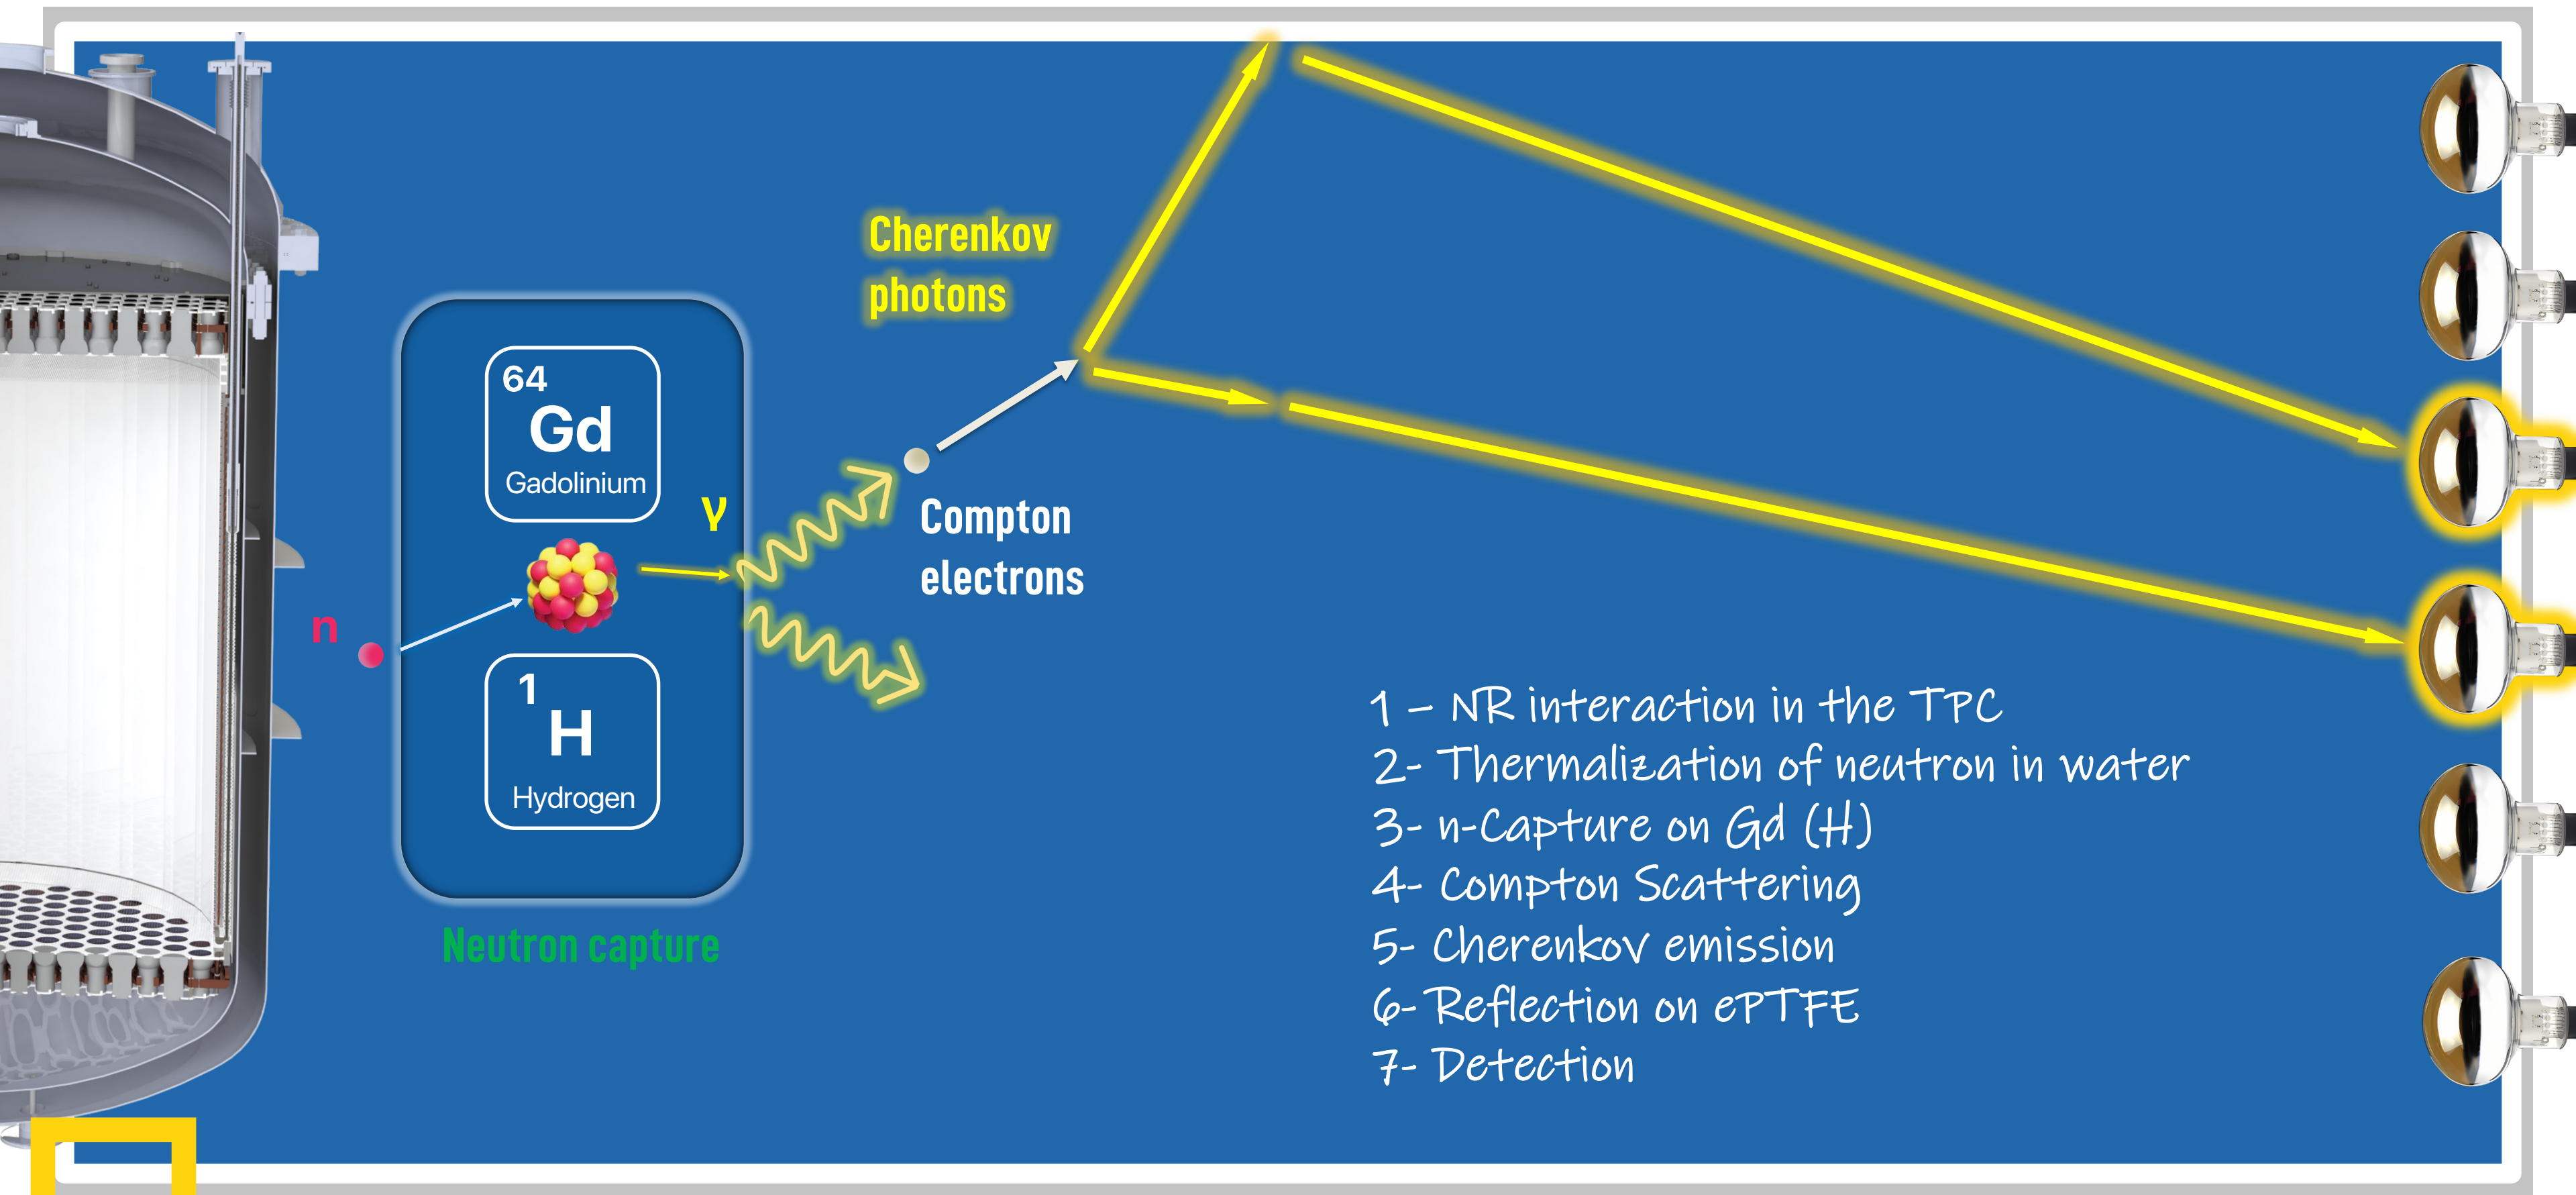 Cherenkov
photons
64
Gd
Gadolinium
γ
Compton
electrons
n
1
H
Hydrogen
Neutron capture
1 – NR interaction in the TPC
2- Thermalization of neutron in water
3- n-Capture on Gd (H)
4- Compton Scattering
5- Cherenkov emission
6- Reflection on ePTFE
7- Detection